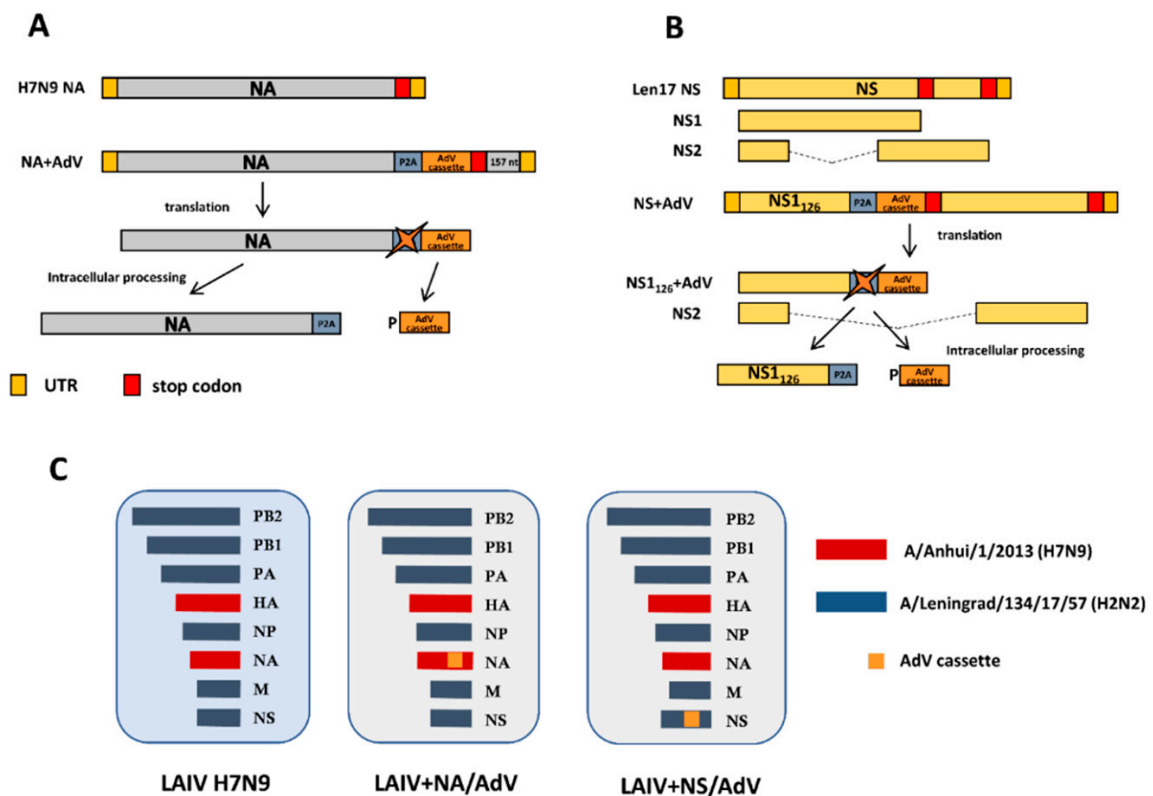 A
H7N9 NA
NA
NA+AdV
NA
P2A
AdV
cassette
157 nt
translation
NA
AdV
cassette
Intracellular processing
NA
P2A
P
AdV
cassette
UTR
stop codon
B
Len17 NS
NS
NS1
NS2
NS+AdV
NS1126
P2A
AdV
cassette
translation
NS1126+AdV
AdV
cassette
NS2
Intracellular processing
NS1126
P2A
P
AdV
cassette
C
PB2
PB1
PA
HA
NP
NA
M
NS
LAIV H7N9
PB2
PB1
PA
HA
NP
NA
M
NS
LAIV+NA/AdV
PB2
PB1
PA
HA
NP
NA
M
NS
LAIV+NS/AdV
A/Anhui/1/2013 (H7N9)
A/Leningrad/134/17/57 (H2N2)
AdV cassette